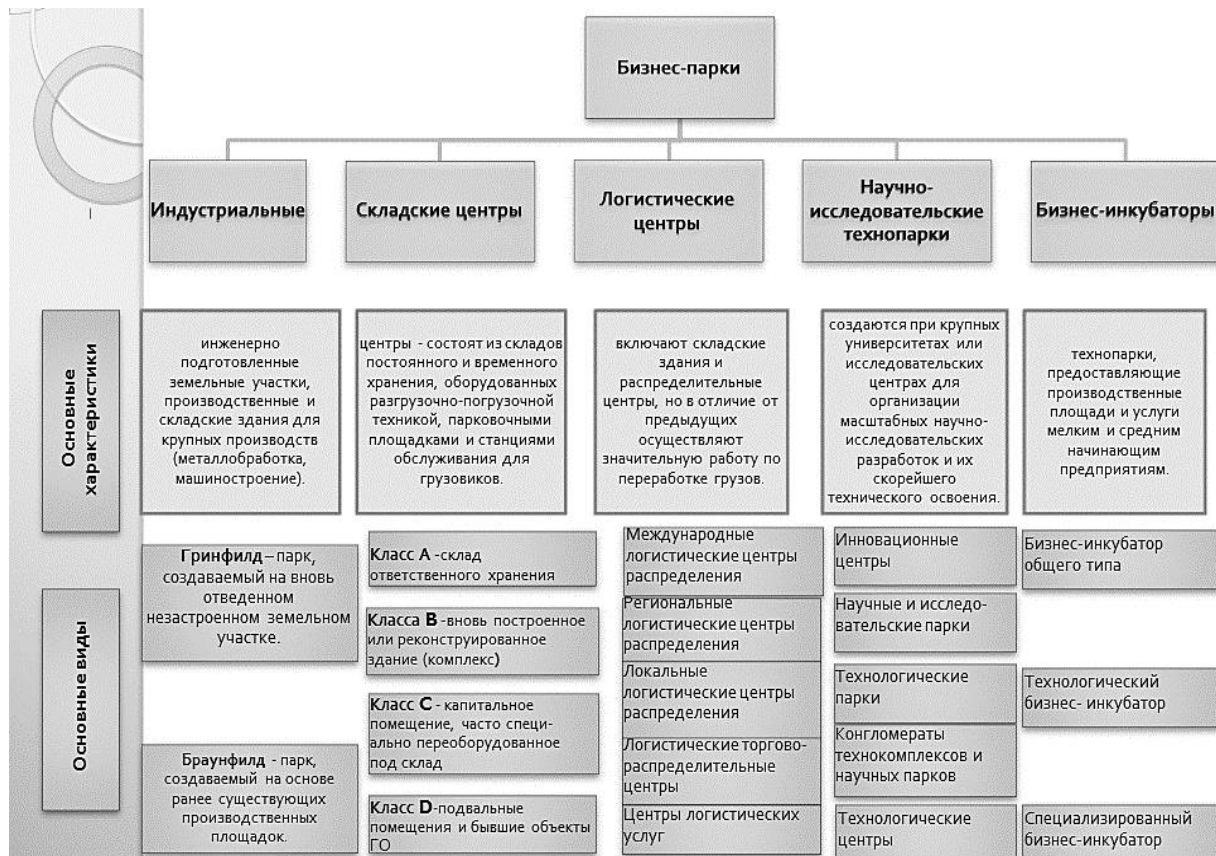 Бизнес-парки
Индустриальные
Складские центры
Логистические
центры
Научно-
исследовательские
технопарки
Бизнес-инкубаторы
Основные
характеристики
инженерно
подготовленные
земельные участки,
производственные и
складские здания для
крупных производств
(металлобработка,
машиностроение).
центры - состоят из складов
постоянного и временного
хранения, оборудованных
разгрузочно-погрузочной
техникой, парковочными
площадками и станциями
обслуживания для
грузовиков.
включают складские
здания и
распределительные
центры, но в отличие от
предыдущих
осуществляют
значительную работу по
переработке грузов.
создаются при крупных
университетах или
исследовательских
центрах для
организации
масштабных научно-
исследовательских
разработок и их
скорейшего
технического освоения.
технопарки,
предоставляющие
производственные
площади и услуги
мелким и средним
начинающим
предприятиям.
Основные виды
Гринфилд – парк,
создаваемый на вновь
отведенном
незастроенном земельном
участке.
Браунфилд - парк,
создаваемый на основе
ранее существующих
производственных
площадок.
Класс А -склад
ответственного хранения
Класса В -вновь построенное
или реконструированное
здание (комплекс)
Класс С - капитальное
помещение, часто специ-
ально переоборудованное
под склад
Класс D-подвальные
помещения и бывшие объекты
ГО
Международные
логистические центры
распределения
Региональные
логистические центры
распределения
Локальные
логистические центры
распределения
Логистические торгово-
распределительные
центры
Центры логистических
услуг
Инновационные
центры
Научные и исследо-
вательские парки
Технологические
парки
Конгломераты
технокомплексов и
научных парков
Технологические
центры
Бизнес-инкубатор
общего типа
Технологический
бизнес- инкубатор
Специализированный
бизнес-инкубатор